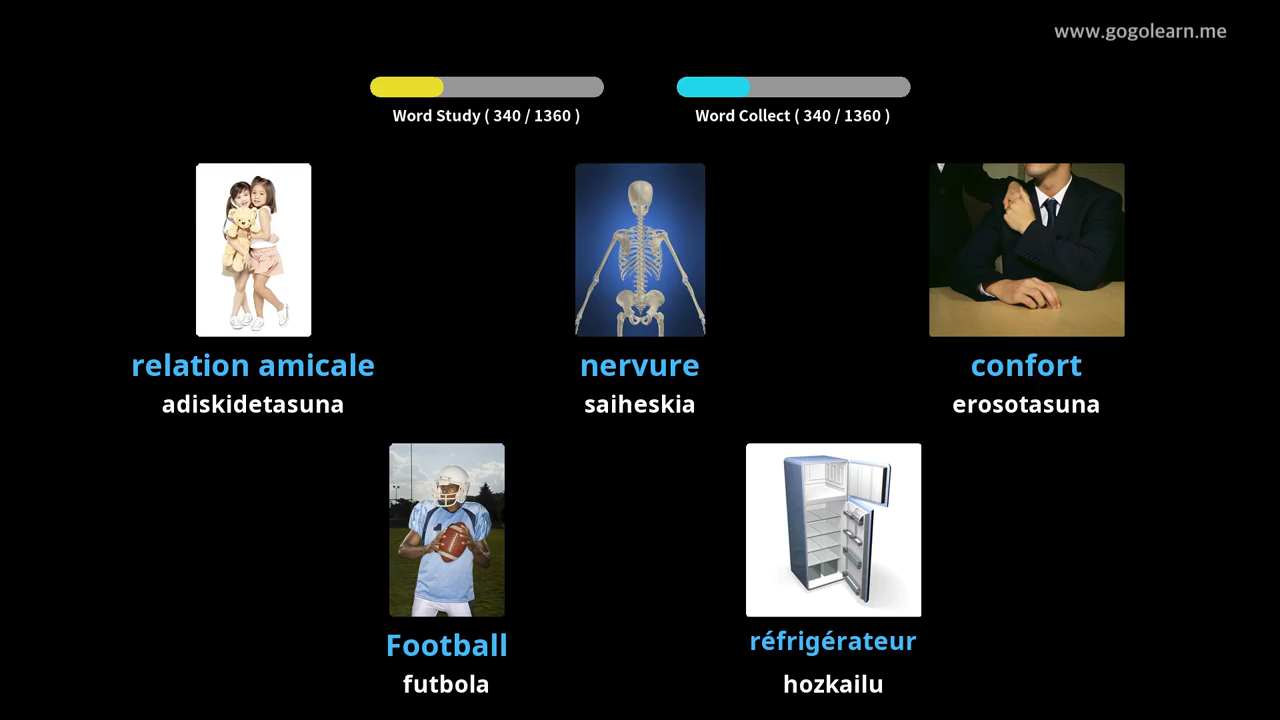 www.gogolearn.me
Word Study ( 340 / 1360 )
Word Collect ( 340 / 1360 )
relation amicale
adiskidetasuna
nervure
saiheskia
confort
erosotasuna
Football
futbola
réfrigérateur
hozkailu